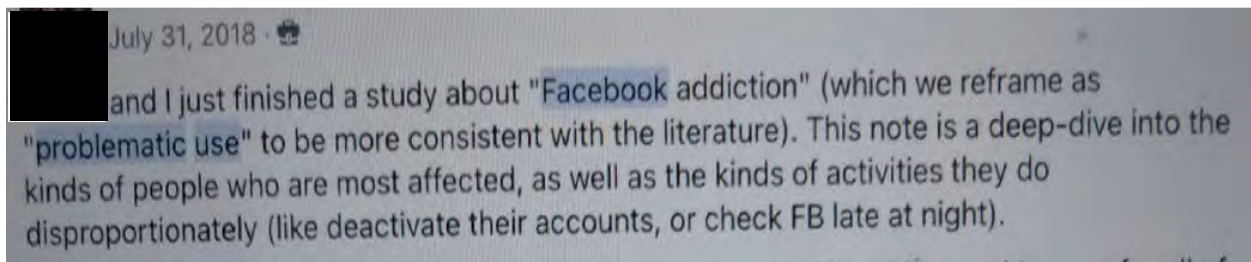 July 31, 2018 ·
and I just finished a study about "Facebook addiction" (which we reframe as
"problematic use" to be more consistent with the literature). This note is a deep-dive into the
kinds of people who are most affected, as well as the kinds of activities they do
disproportionately (like deactivate their accounts, or check FB late at night).